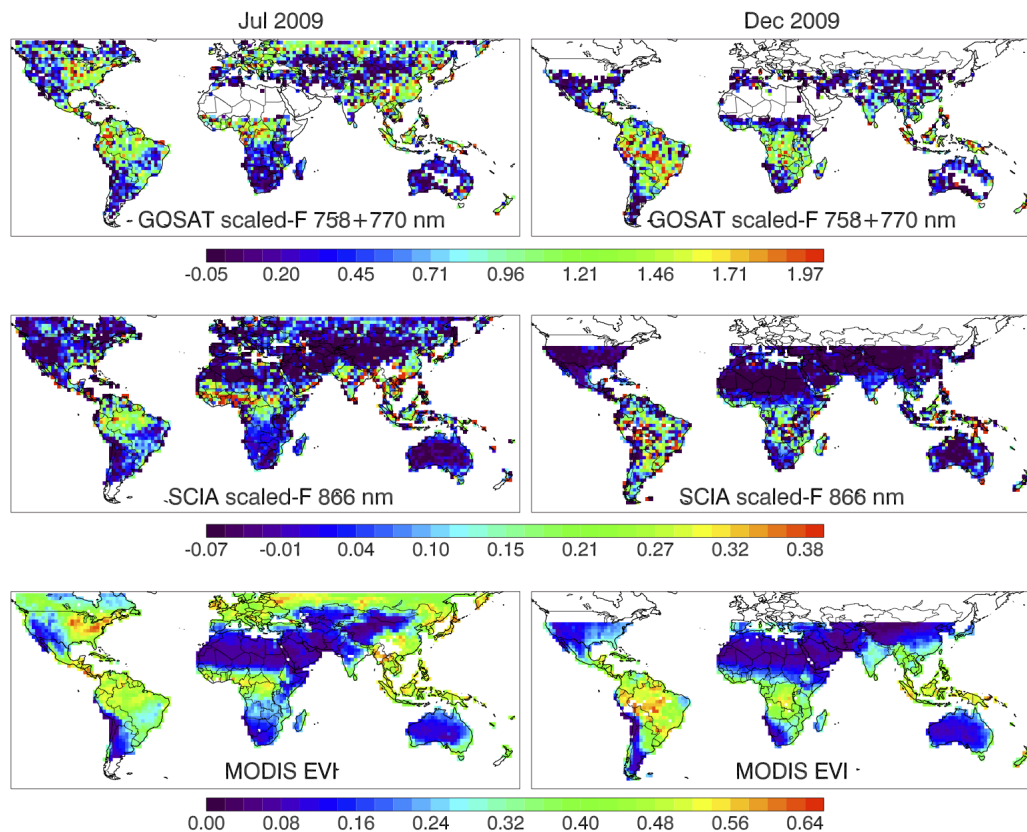 Jul 2009 Dec 2009
GOSAT scaled-F 758+770 nm GOSAT scaled-F 758+770 nm
-0.05 0.20 0.45 0.71 0.96 1.21 1.46 1.71 1.97
SCIA scaled-F 866 nm SCIA scaled-F 866 nm
-0.07 -0.01 0.04 0.10 0.15 0.21 0.27 0.32 0.38
MODIS EVI MODIS EVI
0.00 0.08 0.16 0.24 0.32 0.40 0.48 0.56 0.64